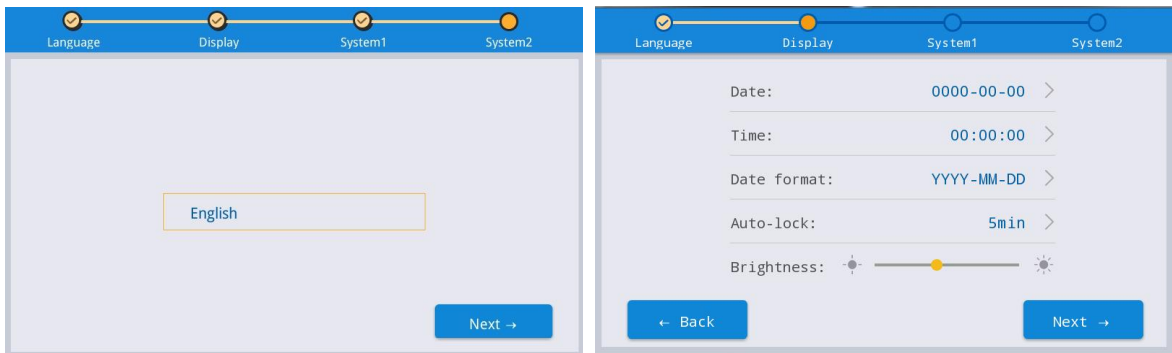 Language Display System1 System2
English
Next →
Language Display System1 System2
Date: 0000-00-00
Time: 00:00:00
Date format: YYYY-MM-DD
Auto-lock: 5min
Brightness:
← Back Next →